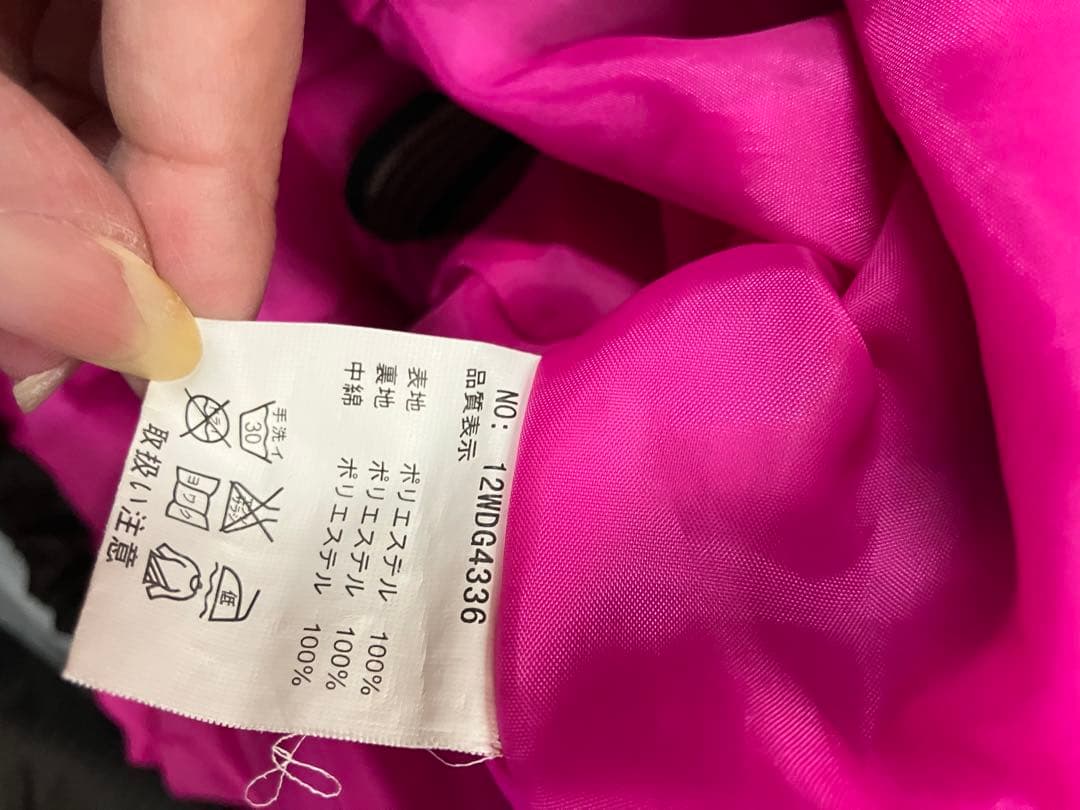 NO: 12WDG4336
品質表示
表地 ポリエステル 100%
裏地 ポリエステル 100%
中綿 ポリエステル 100%
手洗イ
30
低
ヨワク
取扱い注意